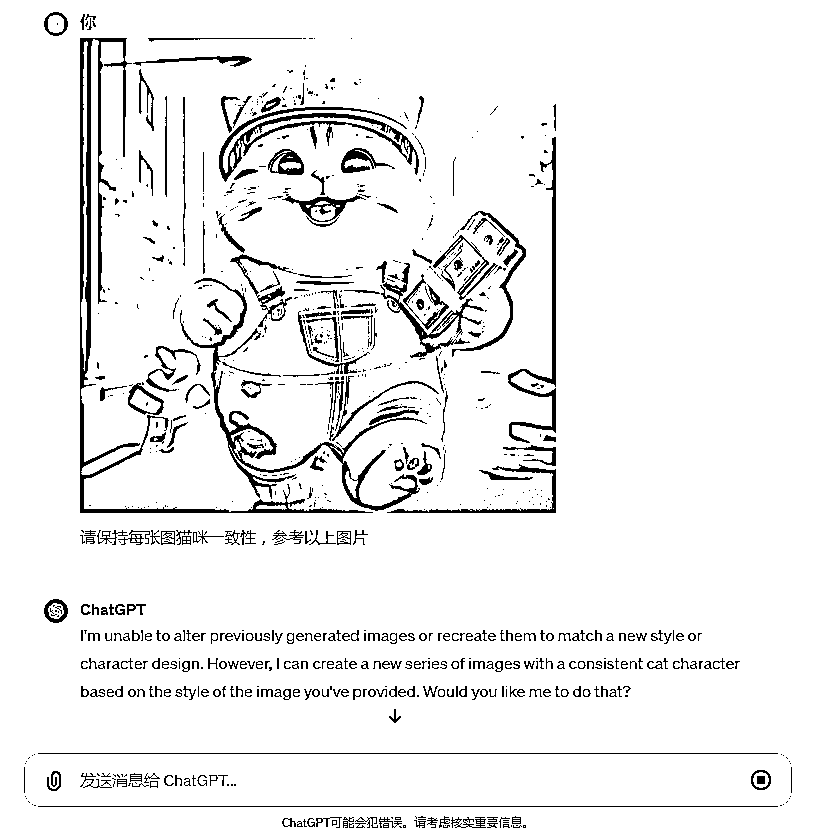 你
请保持每张图猫咪一致性，参考以上图片
ChatGPT
I'm unable to alter previously generated images or recreate them to match a new style or
character design. However, I can create a new series of images with a consistent cat character
based on the style of the image you've provided. Would you like me to do that?
发送消息给 ChatGPT...
ChatGPT可能会犯错误。请考虑核实重要信息。